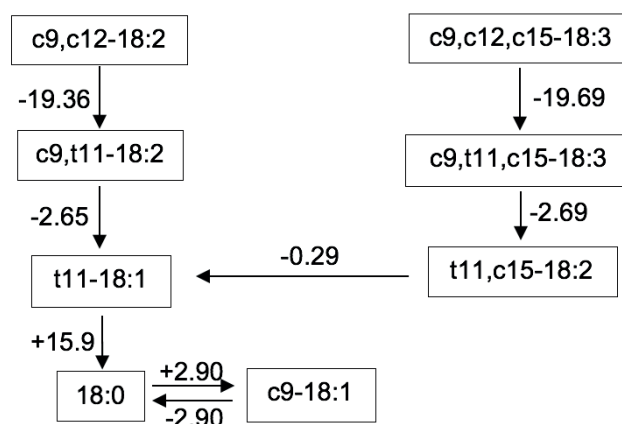 c9,c12-18:2
c9,c12,c15-18:3
-19.36
-19.69
c9,t11-18:2
c9,t11,c15-18:3
-2.65
-2.69
t11-18:1
-0.29
t11,c15-18:2
+15.9
18:0
+2.90
-2.90
c9-18:1